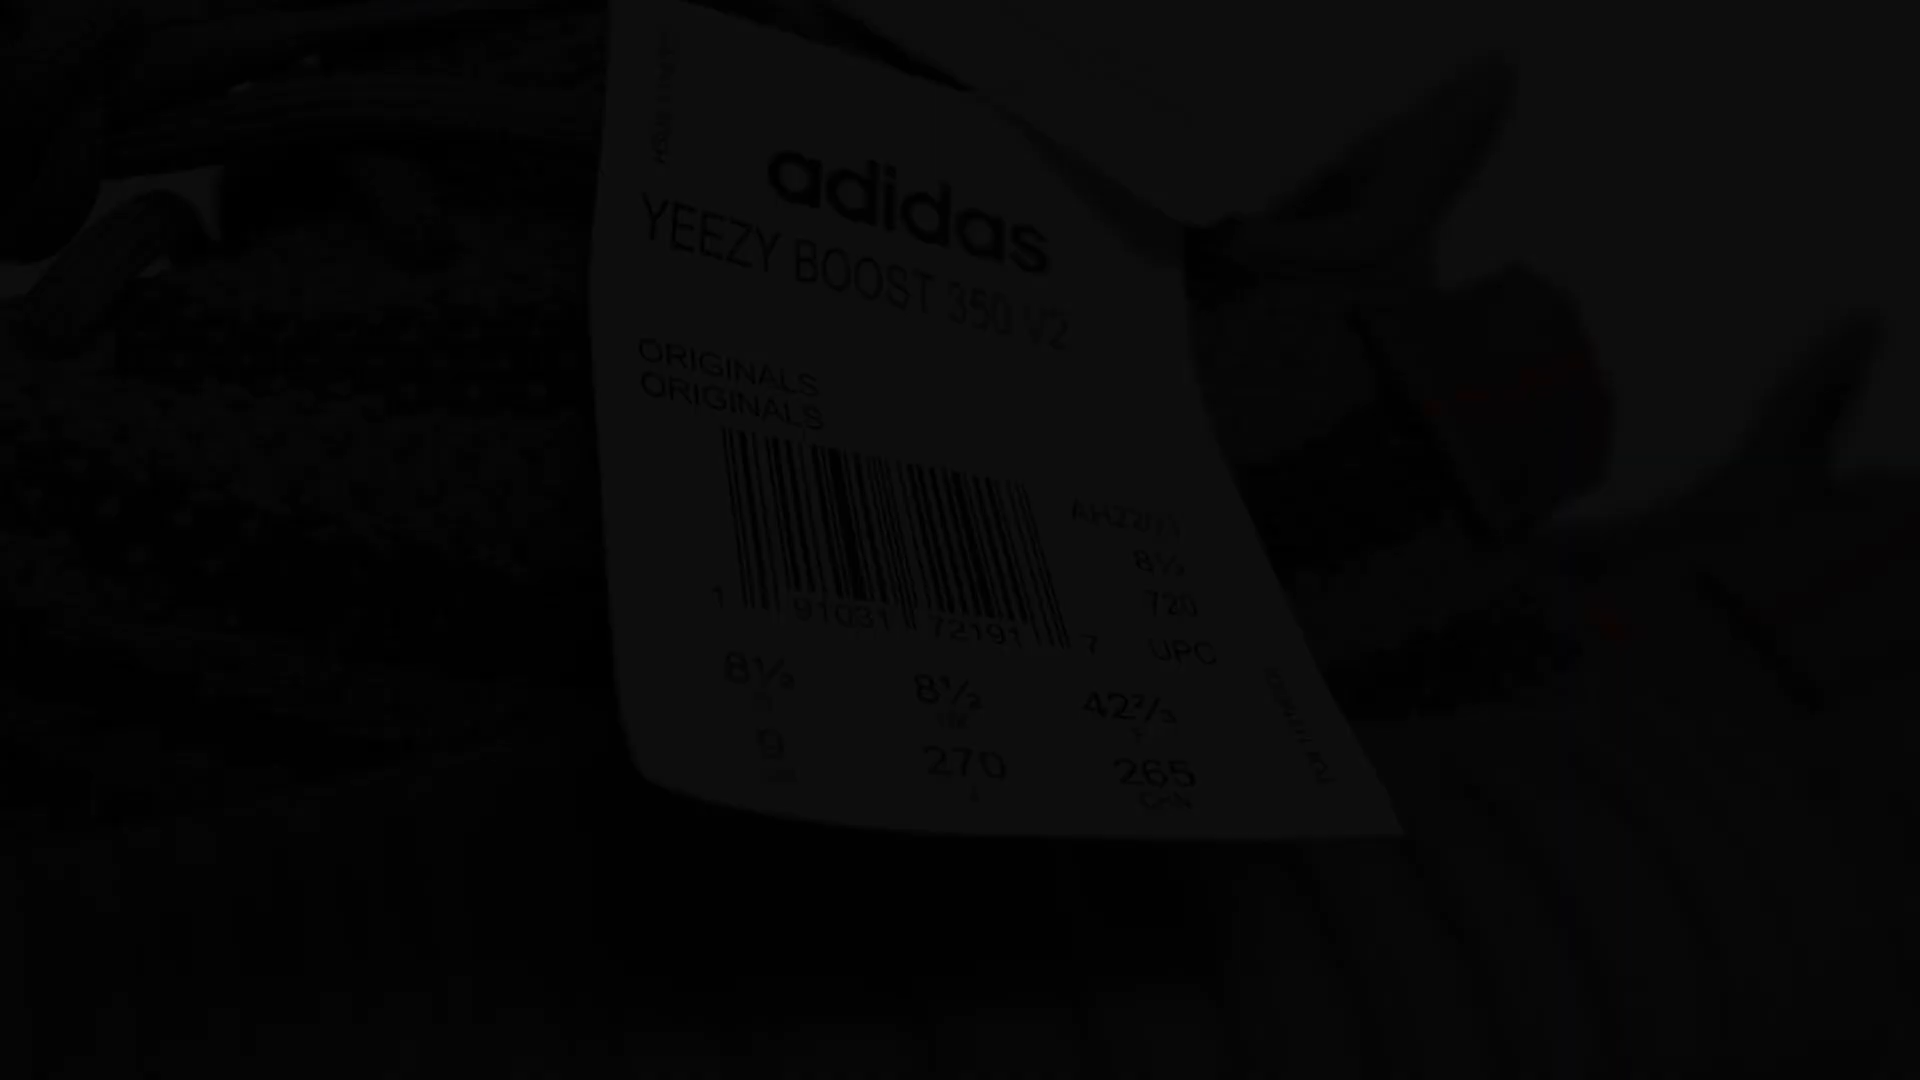 adidas
YEEZY BOOST 350 V2
ORIGINALS
ORIGINALS
8½
720
1 91031 72191 7 UPC
8½ 8½ 42⅔
9 270 265
CHN